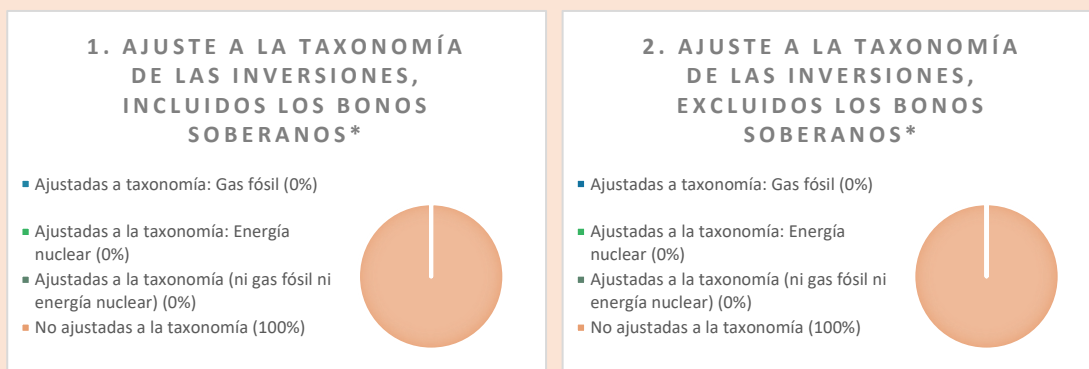 1. AJUSTE A LA TAXONOMÍA
DE LAS INVERSIONES,
INCLUIDOS LOS BONOS
SOBERANOS*
Ajustadas a taxonomía: Gas fósil (0%)
Ajustadas a la taxonomía: Energía
nuclear (0%)
Ajustadas a la taxonomía (ni gas fósil ni
energía nuclear) (0%)
No ajustadas a la taxonomía (100%)
2. AJUSTE A LA TAXONOMÍA
DE LAS INVERSIONES,
EXCLUIDOS LOS BONOS
SOBERANOS*
Ajustadas a taxonomía: Gas fósil (0%)
Ajustadas a la taxonomía: Energía
nuclear (0%)
Ajustadas a la taxonomía (ni gas fósil ni
energía nuclear) (0%)
No ajustadas a la taxonomía (100%)